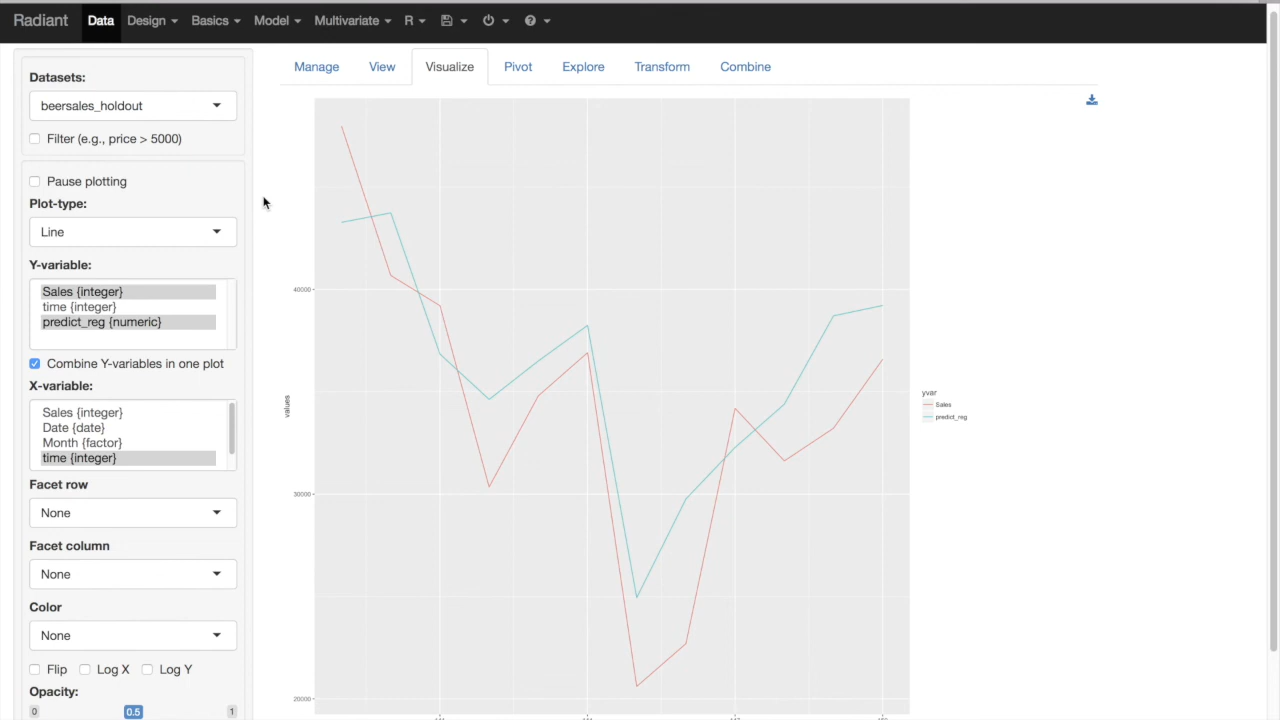 Radiant Data Design Basics Model Multivariate R
Manage View Visualize Pivot Explore Transform Combine
Datasets:
beersales_holdout
Filter (e.g., price > 5000)
Pause plotting
Plot-type:
Line
Y-variable:
Sales {integer}
time {integer}
predict_reg {numeric}
Combine Y-variables in one plot
X-variable:
Sales {integer}
Date {date}
Month {factor}
time {integer}
Facet row
None
Facet column
None
Color
None
Flip Log X Log Y
Opacity:
0 0.5 1
40000
30000
20000
values
yvar
Sales
predict_reg